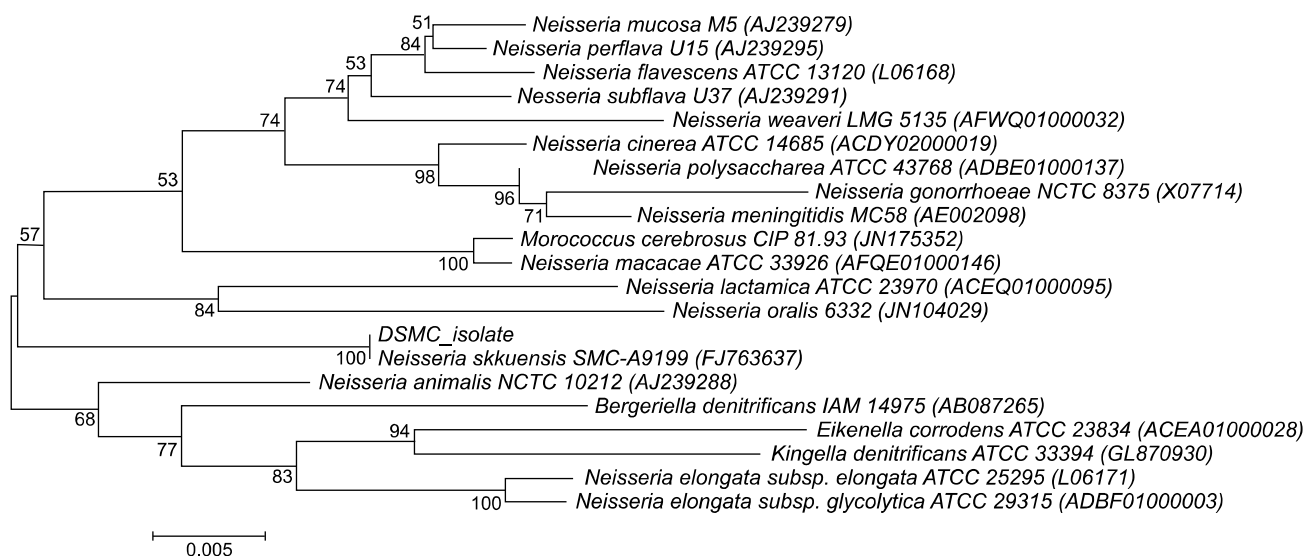 51 Neisseria mucosa M5 (AJ239279)
84 Neisseria perflava U15 (AJ239295)
53 Neisseria flavescens ATCC 13120 (L06168)
74 Nesseria subflava U37 (AJ239291)
74 Neisseria weaveri LMG 5135 (AFWQ01000032)
Neisseria cinerea ATCC 14685 (ACDY02000019)
98 Neisseria polysaccharea ATCC 43768 (ADBE01000137)
53 96 Neisseria gonorrhoeae NCTC 8375 (X07714)
71 Neisseria meningitidis MC58 (AE002098)
57 Morococcus cerebrosus CIP 81.93 (JN175352)
100 Neisseria macacae ATCC 33926 (AFQE01000146)
Neisseria lactamica ATCC 23970 (ACEQ01000095)
84 Neisseria oralis 6332 (JN104029)
DSMC_isolate
100 Neisseria skkuensis SMC-A9199 (FJ763637)
Neisseria animalis NCTC 10212 (AJ239288)
68 Bergeriella denitrificans IAM 14975 (AB087265)
94 Eikenella corrodens ATCC 23834 (ACEA01000028)
77 Kingella denitrificans ATCC 33394 (GL870930)
83 Neisseria elongata subsp. elongata ATCC 25295 (L06171)
100 Neisseria elongata subsp. glycolytica ATCC 29315 (ADBF01000003)
0.005